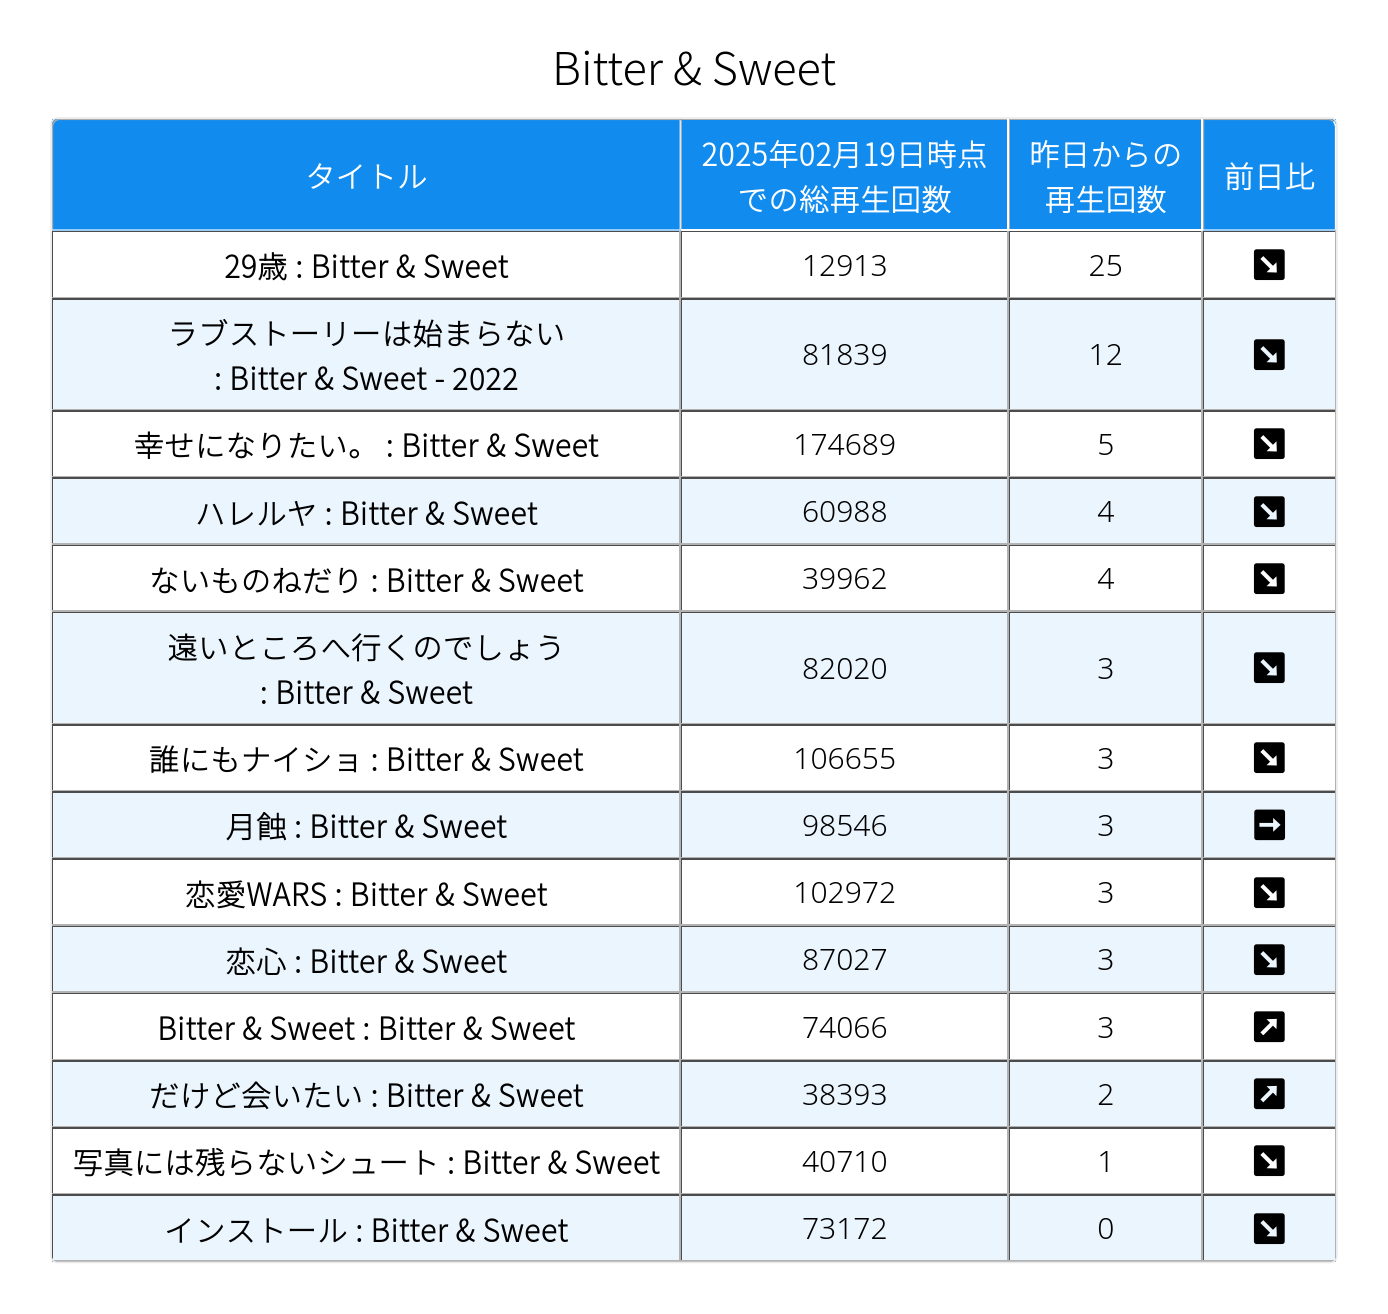 Bitter & Sweet
タイトル
2025年02月19日時点
での総再生回数
昨日からの
再生回数
前日比
29歳 : Bitter & Sweet
12913
25
ラブストーリーは始まらない
: Bitter & Sweet - 2022
81839
12
幸せになりたい。 : Bitter & Sweet
174689
5
ハレルヤ : Bitter & Sweet
60988
4
ないものねだり : Bitter & Sweet
39962
4
遠いところへ行くのでしょう
: Bitter & Sweet
82020
3
誰にもナイショ : Bitter & Sweet
106655
3
月蝕 : Bitter & Sweet
98546
3
恋愛WARS : Bitter & Sweet
102972
3
恋心 : Bitter & Sweet
87027
3
Bitter & Sweet : Bitter & Sweet
74066
3
だけど会いたい : Bitter & Sweet
38393
2
写真には残らないシュート : Bitter & Sweet
40710
1
インストール : Bitter & Sweet
73172
0